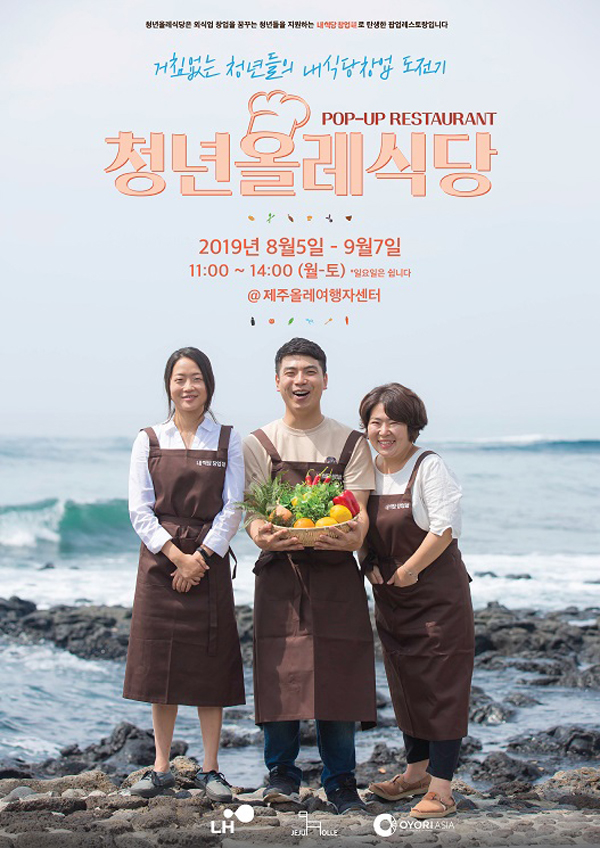 청년올레식당은 외식업 창업을 꿈꾸는 청년들을 지원하는 내식당창업프로젝트로 탄생한 팝업레스토랑입니다
거침없는 청년들의 내식당창업 도전기
POP-UP RESTAURANT
청년올레식당
2019년 8월5일 - 9월7일
11:00 ~ 14:00 (월-토) *일요일은 쉽니다
@제주올레여행자센터
LH
JEJU OLLE
OYORI ASIA